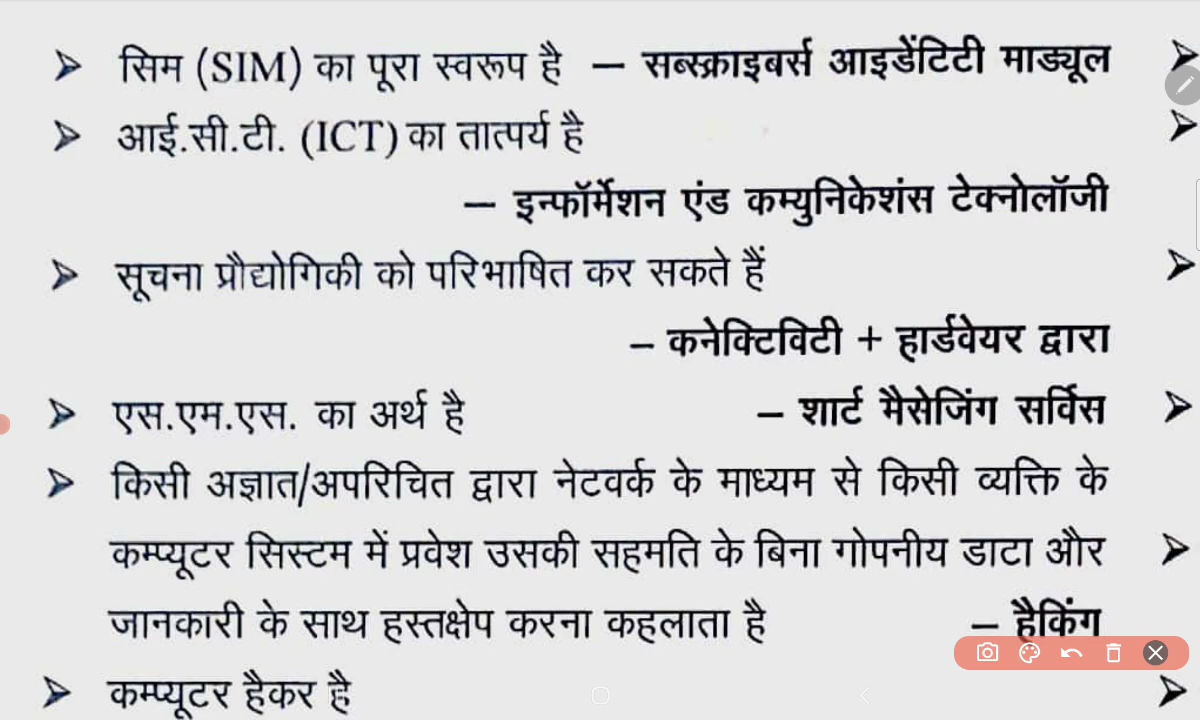 ➤ सिम (SIM) का पूरा स्वरूप है – सब्स्क्राइबर्स आइडेंटिटी माड्यूल
➤ आई.सी.टी. (ICT) का तात्पर्य है
– इन्फॉर्मेशन एंड कम्युनिकेशंस टेक्नोलॉजी
➤ सूचना प्रौद्योगिकी को परिभाषित कर सकते हैं
– कनेक्टिविटी + हार्डवेयर द्वारा
➤ एस.एम.एस. का अर्थ है – शार्ट मैसेजिंग सर्विस
➤ किसी अज्ञात/अपरिचित द्वारा नेटवर्क के माध्यम से किसी व्यक्ति के
कम्प्यूटर सिस्टम में प्रवेश उसकी सहमति के बिना गोपनीय डाटा और
जानकारी के साथ हस्तक्षेप करना कहलाता है – हैकिंग
➤ कम्प्यूटर हैकर है